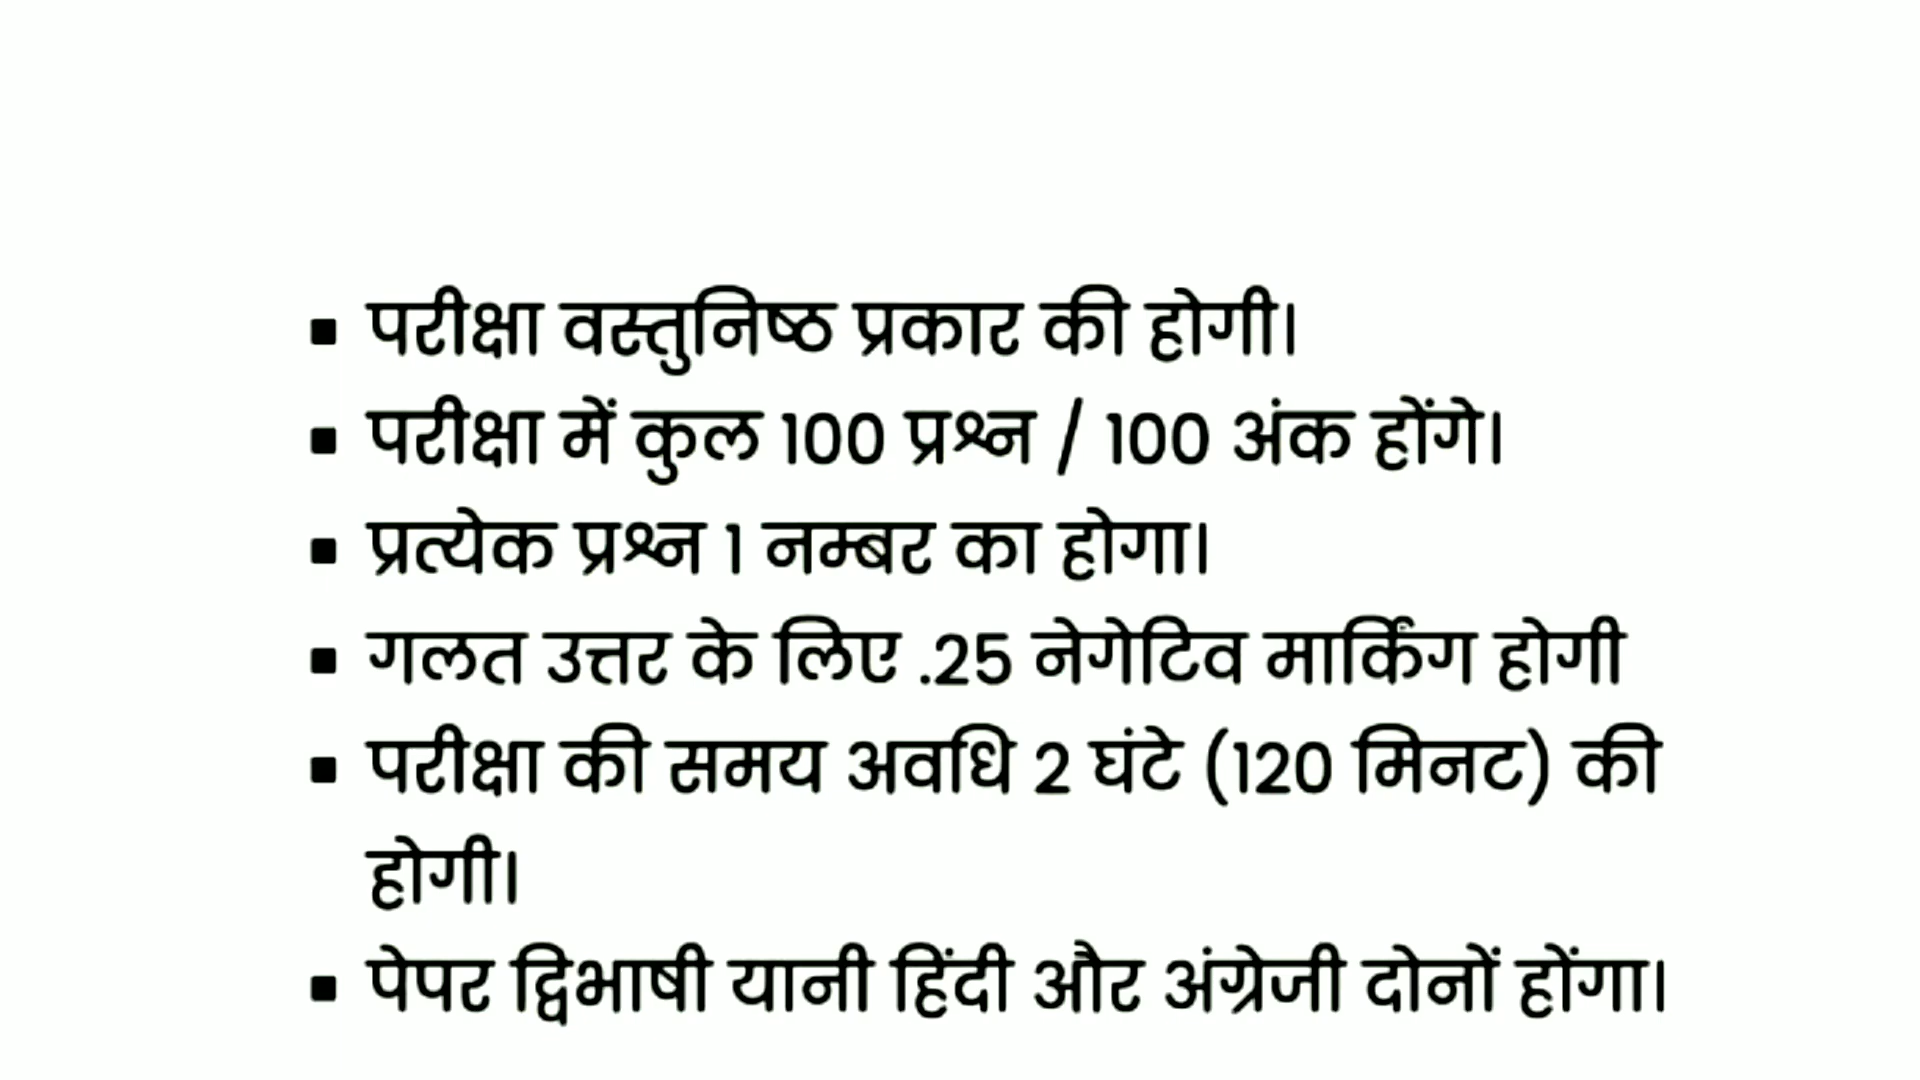 ▪ परीक्षा वस्तुनिष्ठ प्रकार की होगी।
▪ परीक्षा में कुल 100 प्रश्न / 100 अंक होंगे।
▪ प्रत्येक प्रश्न 1 नम्बर का होगा।
▪ गलत उत्तर के लिए .25 नेगेटिव मार्किंग होगी
▪ परीक्षा की समय अवधि 2 घंटे (120 मिनट) की
होगी।
▪ पेपर द्विभाषी यानी हिंदी और अंग्रेजी दोनों होंगा।